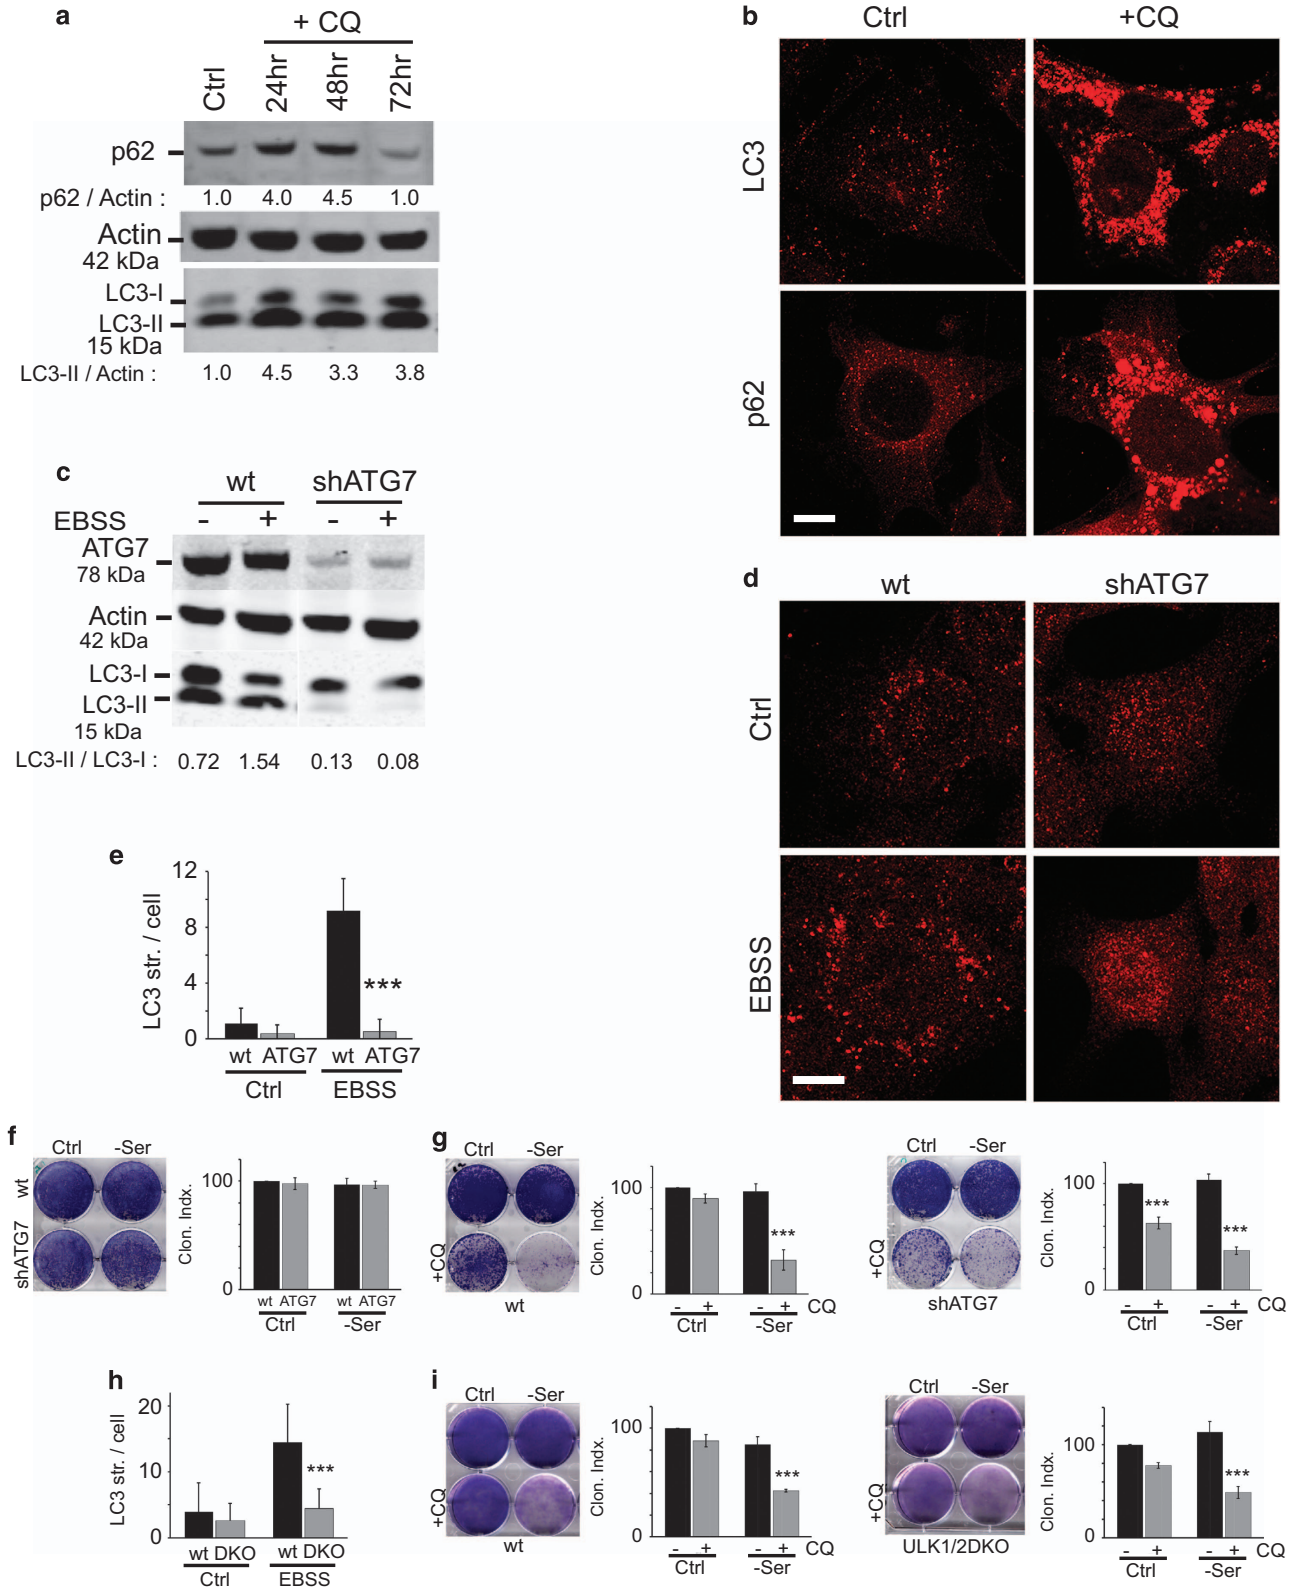 a
+ CQ
Ctrl 24hr 48hr 72hr
p62
p62 / Actin : 1.0 4.0 4.5 1.0
Actin
42 kDa
LC3-I
LC3-II
15 kDa
LC3-II / Actin : 1.0 4.5 3.3 3.8
b
Ctrl +CQ
LC3
p62
c
wt shATG7
EBSS - + - +
ATG7
78 kDa
Actin
42 kDa
LC3-I
LC3-II
15 kDa
LC3-II / LC3-I : 0.72 1.54 0.13 0.08
d
wt shATG7
Ctrl
EBSS
e
LC3 str. / cell
12
8
4
0
***
wt ATG7 wt ATG7
Ctrl EBSS
f
Ctrl -Ser
wt
shATG7
Clon. Indx.
100
0
wt ATG7 wt ATG7
Ctrl -Ser
g
Ctrl -Ser
+CQ
wt
Clon. Indx.
100
0
***
- + - + CQ
Ctrl -Ser
Ctrl -Ser
+CQ
shATG7
Clon. Indx.
100
0
*** ***
- + - + CQ
Ctrl -Ser
h
LC3 str. / cell
20
10
0
***
wt DKO wt DKO
Ctrl EBSS
i
Ctrl -Ser
+CQ
wt
Clon. Indx.
100
0
***
- + - + CQ
Ctrl -Ser
Ctrl -Ser
+CQ
ULK1/2DKO
Clon. Indx.
100
0
***
- + - + CQ
Ctrl -Ser